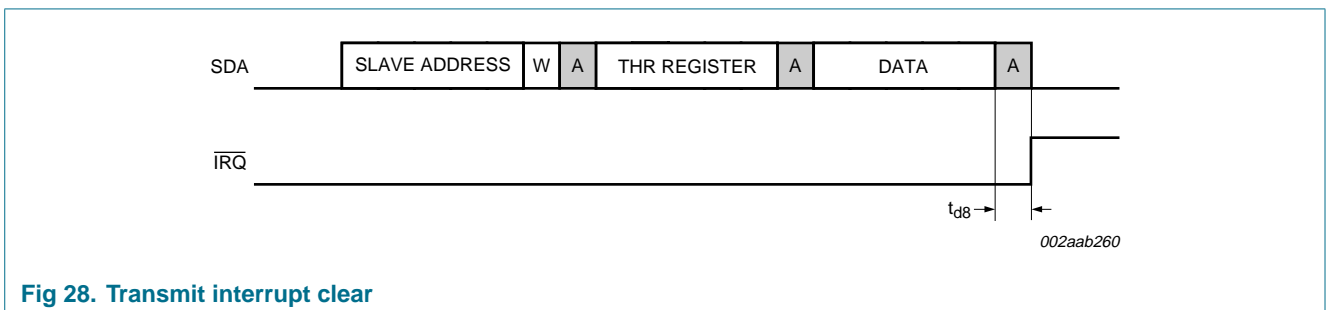 SDA SLAVE ADDRESS W A THR REGISTER A DATA A
IRQ
td8
002aab260
Fig 28. Transmit interrupt clear